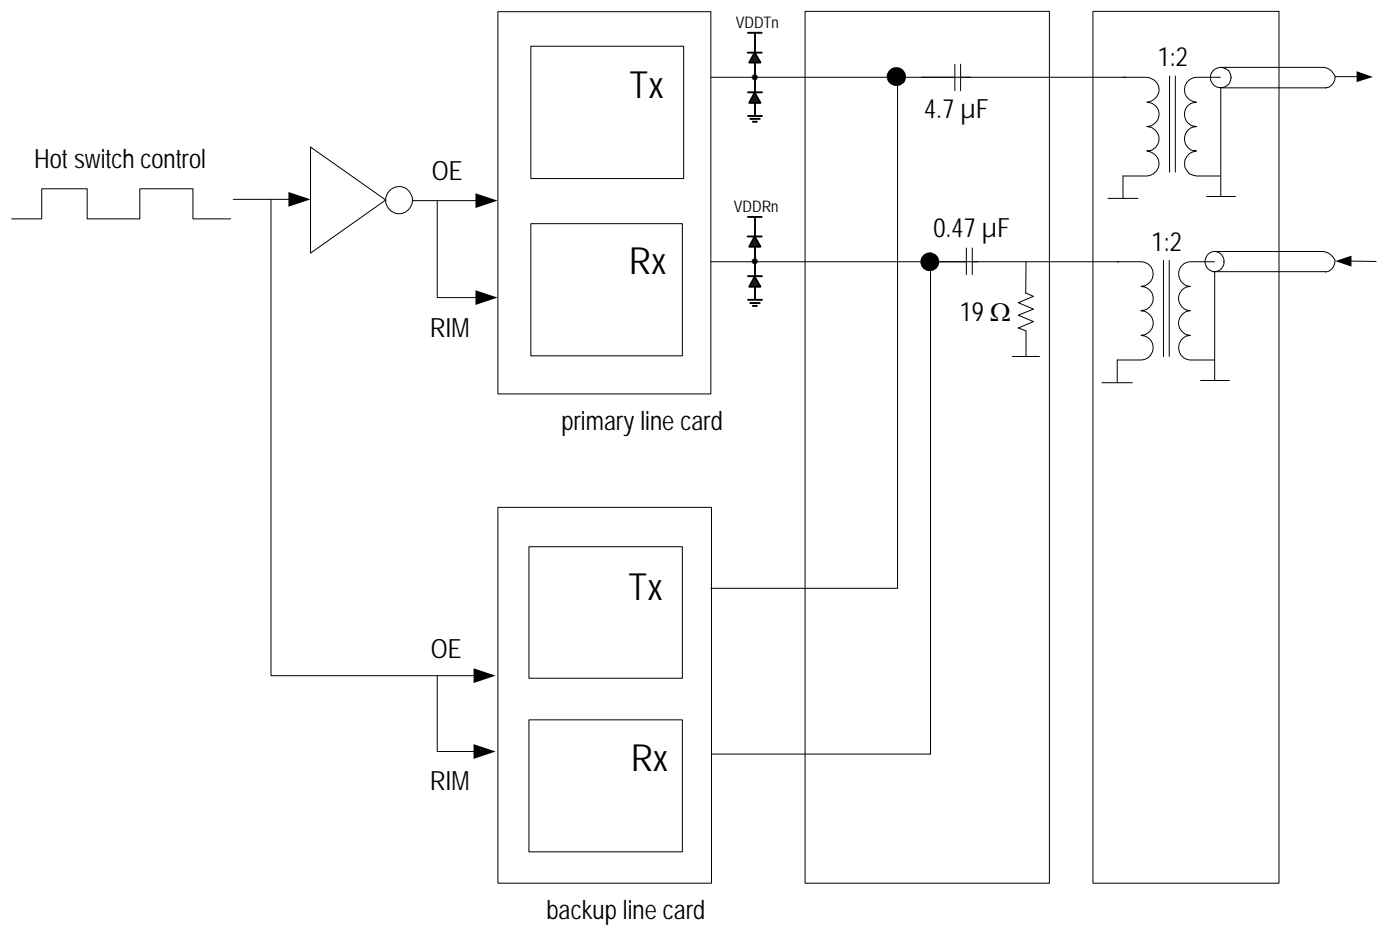 VDDTn
Tx
1:2
4.7 µF
Hot switch control
OE
VDDRn
Rx
0.47 µF
1:2
19 Ω
RIM
primary line card
Tx
OE
Rx
RIM
backup line card